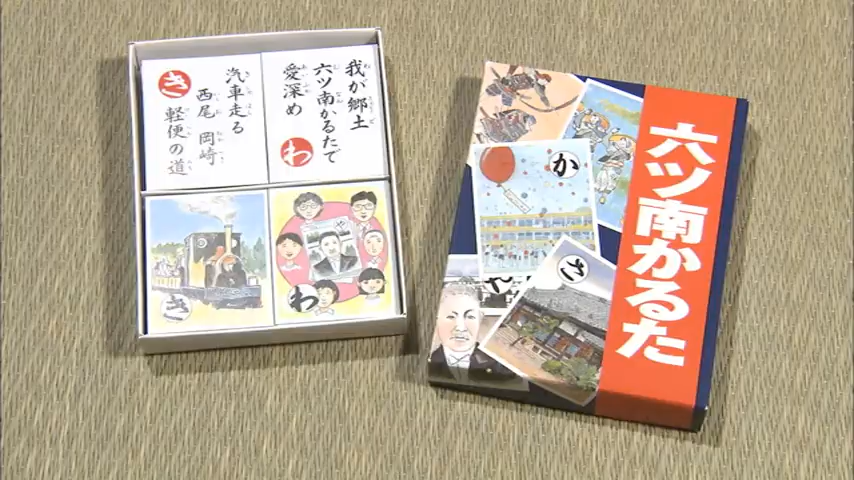 我が郷土
六ツ南かるたで
愛深め
わ
汽車走る
西尾 岡崎
軽便の道
き
き
わ
や
六ツ南かるた
か
さ
や